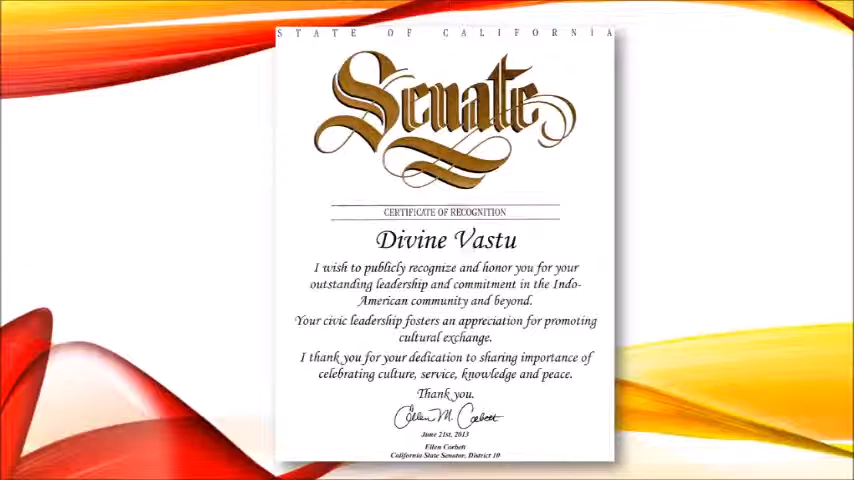 STATE OF CALIFORNIA
Senate
CERTIFICATE OF RECOGNITION
Divine Vastu
I wish to publicly recognize and honor you for your
outstanding leadership and commitment in the Indo-
American community and beyond.
Your civic leadership fosters an appreciation for promoting
cultural exchange.
I thank you for your dedication to sharing importance of
celebrating culture, service, knowledge and peace.
Thank you.
Ellen M. Corbett
June 21st, 2013
Ellen Corbett
California State Senator, District 10